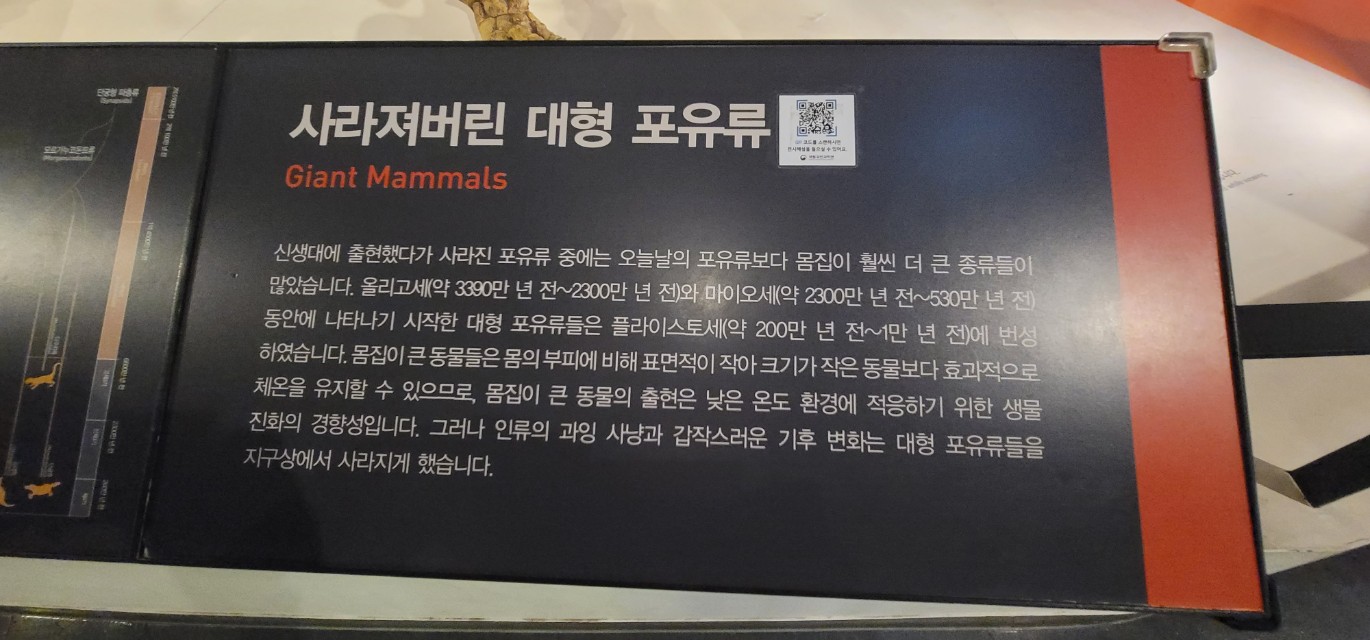 사라져버린 대형 포유류
Giant Mammals
신생대에 출현했다가 사라진 포유류 중에는 오늘날의 포유류보다 몸집이 훨씬 더 큰 종류들이
많았습니다. 올리고세(약 3390만 년 전~2300만 년 전)와 마이오세(약 2300만 년 전~530만 년 전)
동안에 나타나기 시작한 대형 포유류들은 플라이스토세(약 200만 년 전~1만 년 전)에 번성
하였습니다. 몸집이 큰 동물들은 몸의 부피에 비해 표면적이 작아 크기가 작은 동물보다 효과적으로
체온을 유지할 수 있으므로, 몸집이 큰 동물의 출현은 낮은 온도 환경에 적응하기 위한 생물
진화의 경향성입니다. 그러나 인류의 과잉 사냥과 갑작스러운 기후 변화는 대형 포유류들을
지구상에서 사라지게 했습니다.